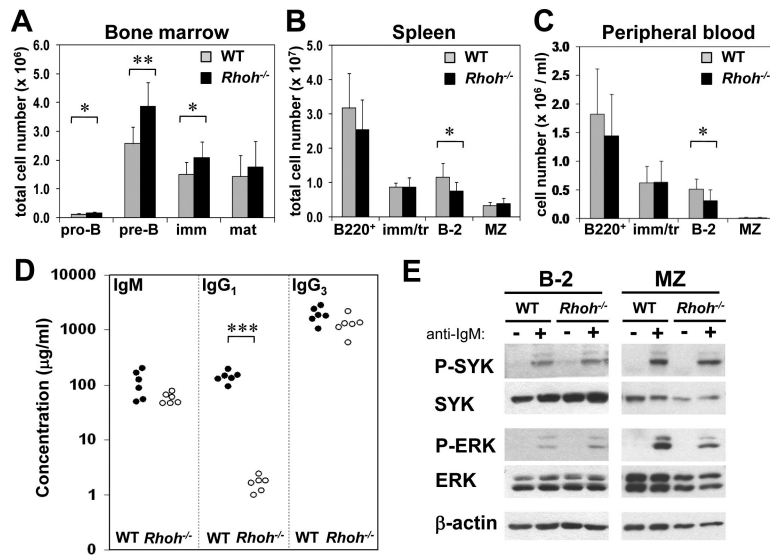 A
Bone marrow
total cell number (x 10⁶)
6.0
5.0
4.0
3.0
2.0
1.0
0.0
WT
Rhoh-/-
*
**
*
pro-B pre-B imm mat
B
Spleen
total cell number (x 10⁷)
5.0
4.0
3.0
2.0
1.0
0.0
WT
Rhoh-/-
*
B220+ imm/tr B-2 MZ
C
Peripheral blood
cell number (x 10⁶ / ml)
3.0
2.5
2.0
1.5
1.0
0.5
0.0
WT
Rhoh-/-
*
B220+ imm/tr B-2 MZ
D
Concentration (µg/ml)
10000
1000
100
10
1
0
IgM IgG₁ IgG₃
***
WT Rhoh-/- WT Rhoh-/- WT Rhoh-/-
E
B-2 MZ
WT Rhoh-/- WT Rhoh-/-
anti-IgM: - + - + - + - +
P-SYK
SYK
P-ERK
ERK
β-actin